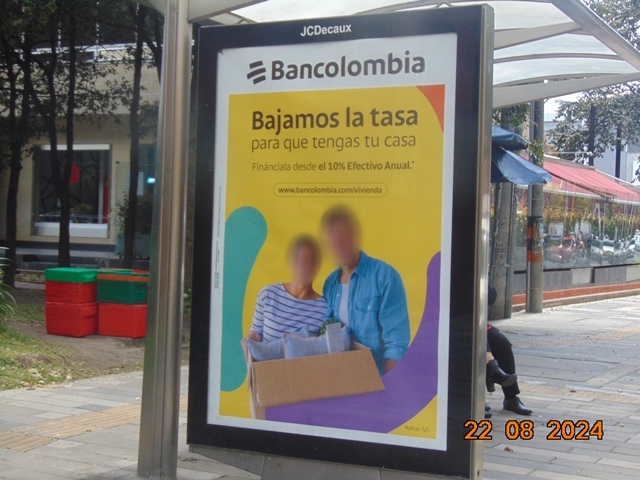 JCDecaux
Bancolombia
Bajamos la tasa
para que tengas tu casa
Fináncíala desde el 10% Efectivo Anual.*
www.bancolombia.com/vivienda
22 08 2024